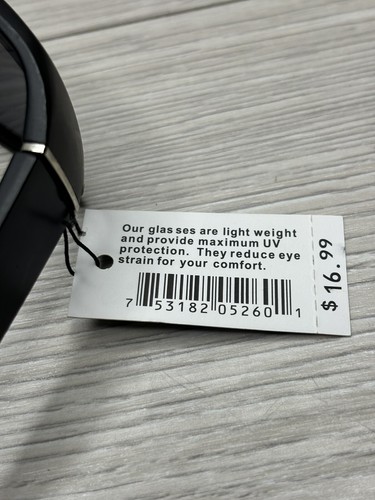 Our glas ses are light weight
and provide maximum UV
protection. They reduce eye
strain for your comfort.
7 53182 05260 1
$ 16.99